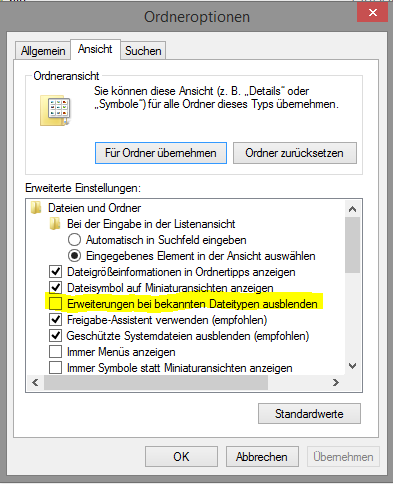 Ordneroptionen
Allgemein Ansicht Suchen
Ordneransicht
Sie können diese Ansicht (z. B. „Details“ oder
„Symbole“) für alle Ordner dieses Typs übernehmen.
Für Ordner übernehmen Ordner zurücksetzen
Erweiterte Einstellungen:
Dateien und Ordner
Bei der Eingabe in der Listenansicht
Automatisch in Suchfeld eingeben
Eingegebenes Element in der Ansicht auswählen
Dateigrößeinformationen in Ordnertipps anzeigen
Dateisymbol auf Miniaturansichten anzeigen
Erweiterungen bei bekannten Dateitypen ausblenden
Freigabe-Assistent verwenden (empfohlen)
Geschützte Systemdateien ausblenden (empfohlen)
Immer Menüs anzeigen
Immer Symbole statt Miniaturansichten anzeigen
Standardwerte
OK Abbrechen Übernehmen